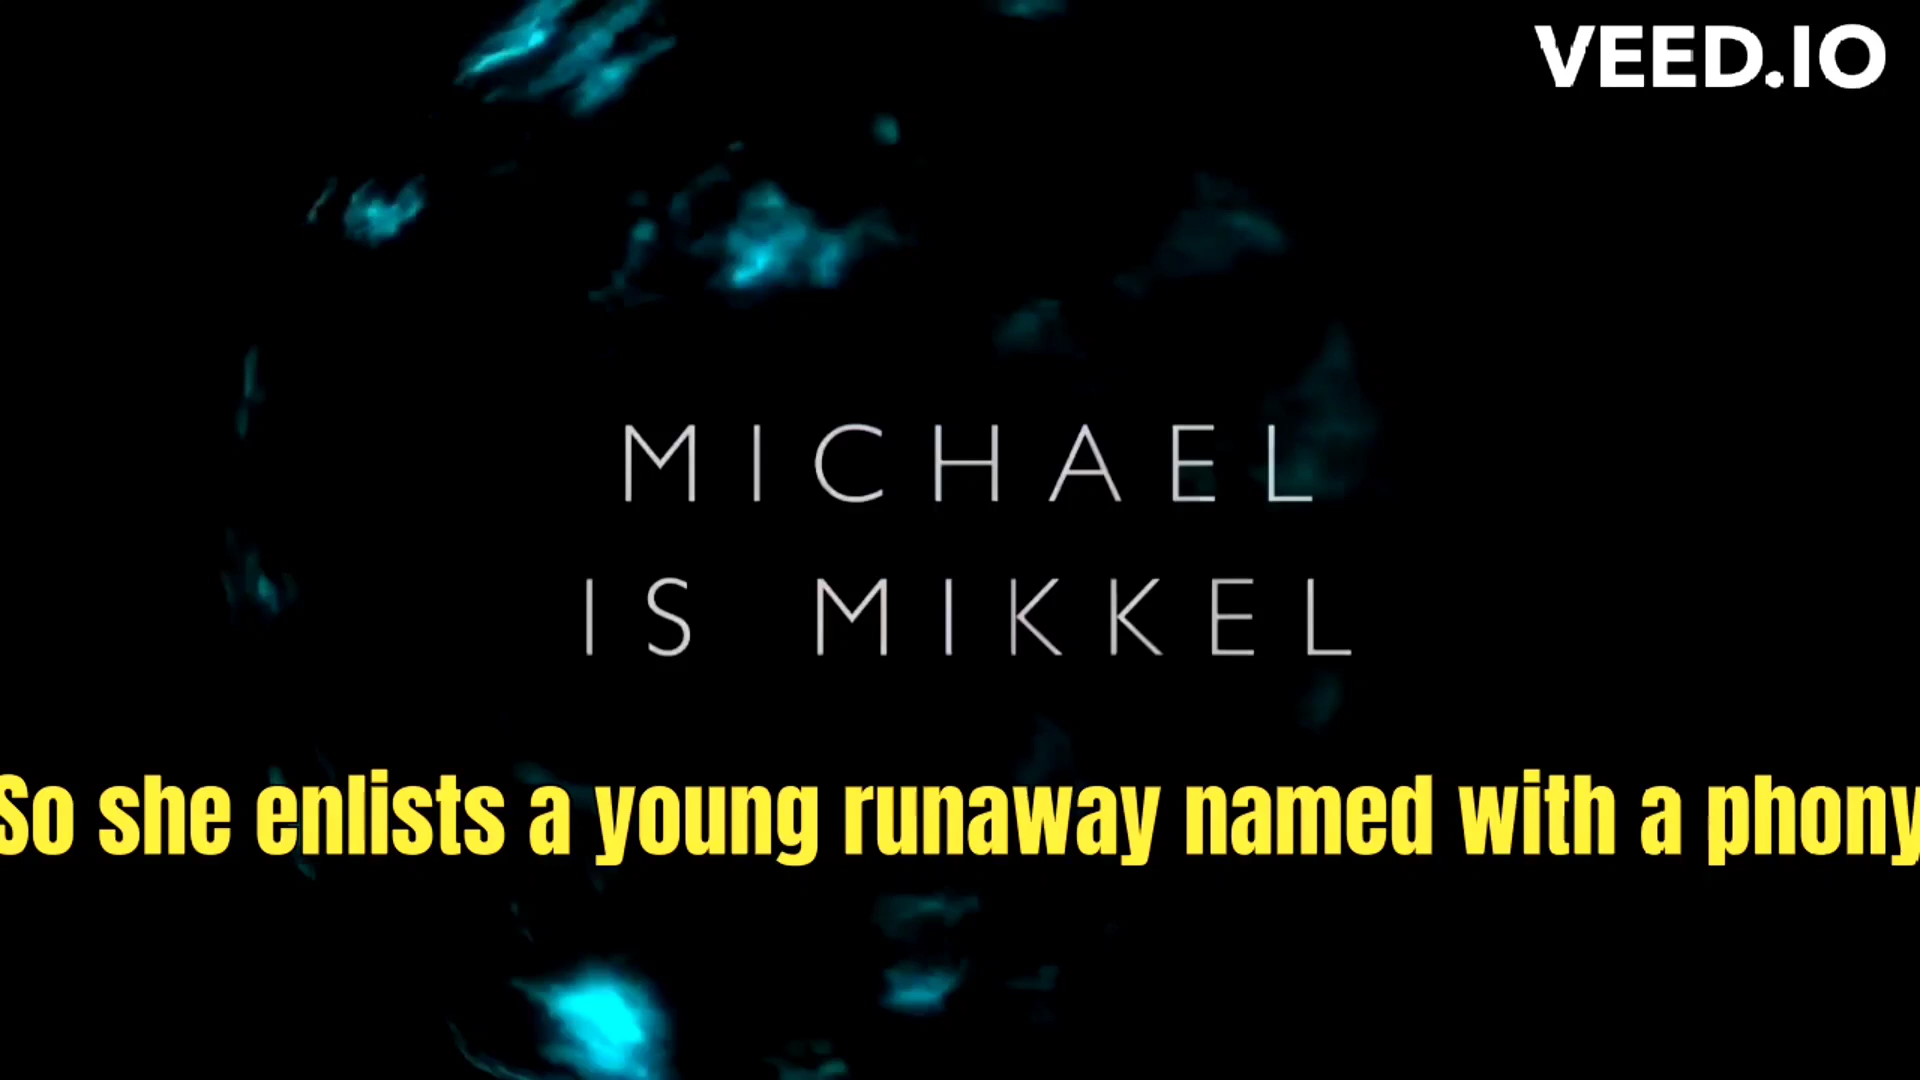 VEED.IO
MICHAEL
IS MIKKEL
So she enlists a young runaway named with a phony